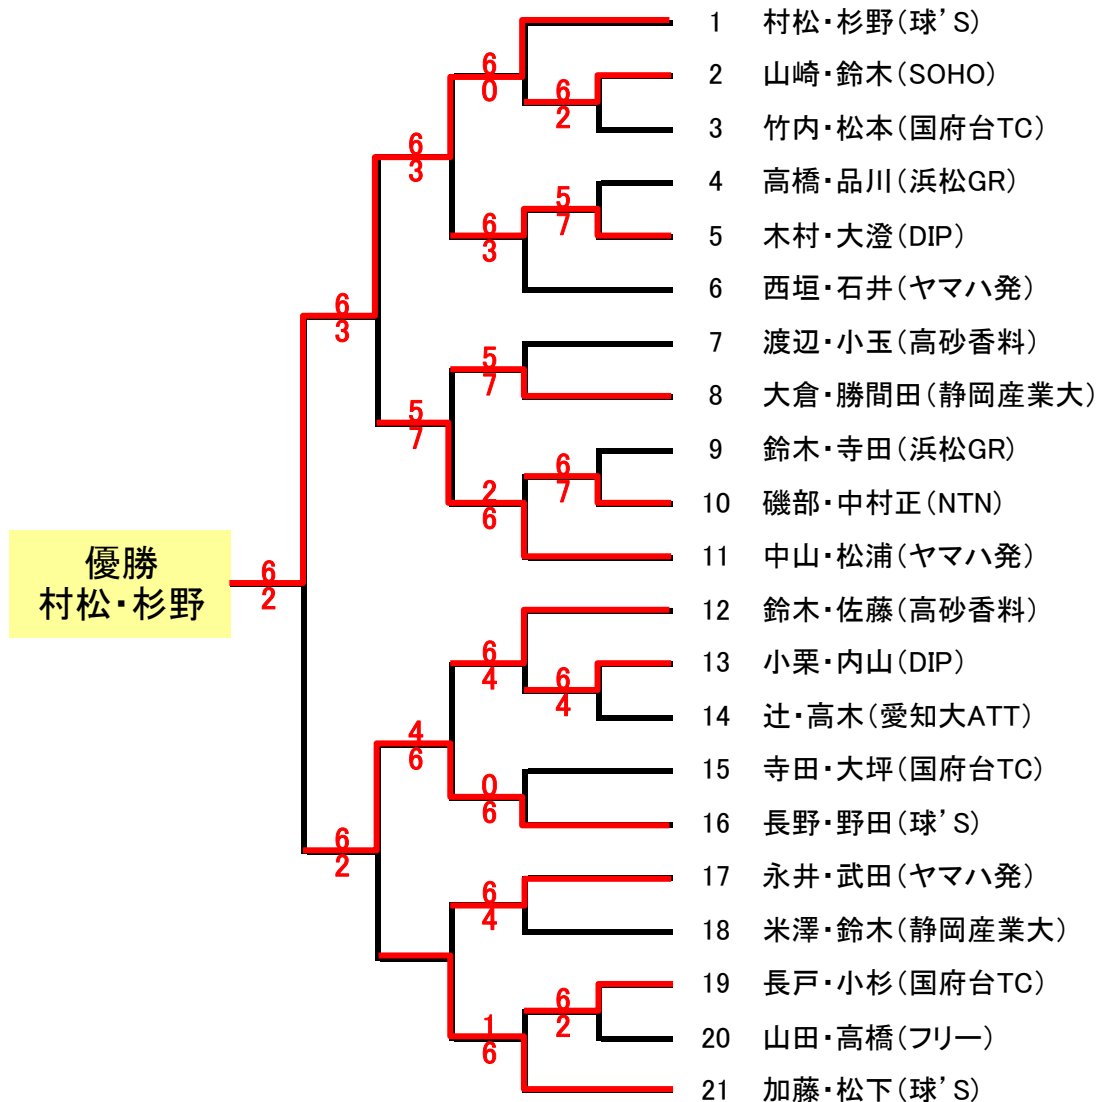 1 村松・杉野(球’S)
2 山崎・鈴木(SOHO)
3 竹内・松本(国府台TC)
4 高橋・品川(浜松GR)
5 木村・大澄(DIP)
6 西垣・石井(ヤマハ発)
7 渡辺・小玉(高砂香料)
8 大倉・勝間田(静岡産業大)
9 鈴木・寺田(浜松GR)
10 磯部・中村正(NTN)
11 中山・松浦(ヤマハ発)
12 鈴木・佐藤(高砂香料)
13 小栗・内山(DIP)
14 辻・高木(愛知大ATT)
15 寺田・大坪(国府台TC)
16 長野・野田(球’S)
17 永井・武田(ヤマハ発)
18 米澤・鈴木(静岡産業大)
19 長戸・小杉(国府台TC)
20 山田・高橋(フリー)
21 加藤・松下(球’S)
6
2
5
7
6
7
6
4
6
2
6
0
6
3
5
7
2
6
6
4
0
6
6
4
1
6
6
3
5
7
4
6
6
3
6
2
6
2
優勝
村松・杉野